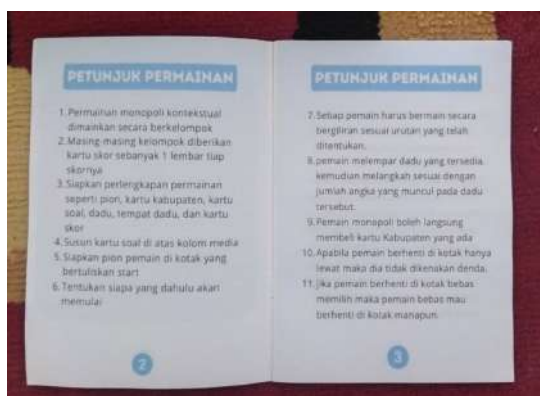 PETUNJUK PERMAINAN
1. Permainan monopoli kontekstual
dimainkan secara berkelompok
2. Masing-masing kelompok diberikan
kartu skor sebanyak 1 lembar tiap
skornya
3. Siapkan perlengkapan permainan
seperti pion, kartu kabupaten, kartu
soal, dadu, tempat dadu, dan kartu
skor
4. Susun kartu soal di atas kolom media
5. Siapkan pion pemain di kotak yang
bertuliskan start
6. Tentukan siapa yang dahulu akan
memulai
2
PETUNJUK PERMAINAN
7. Setiap pemain harus bermain secara
bergiliran sesuai urutan yang telah
ditentukan.
8. pemain melempar dadu yang tersedia
kemudian melangkah sesuai dengan
jumlah angka yang muncul pada dadu
tersebut.
9. Pemain monopoli boleh langsung
membeli kartu Kabupaten yang ada
10. Apabila pemain berhenti di kotak hanya
lewat maka dia tidak dikenakan denda.
11. jika pemain berhenti di kotak bebas
memilih maka pemain bebas mau
berhenti di kotak manapun
3